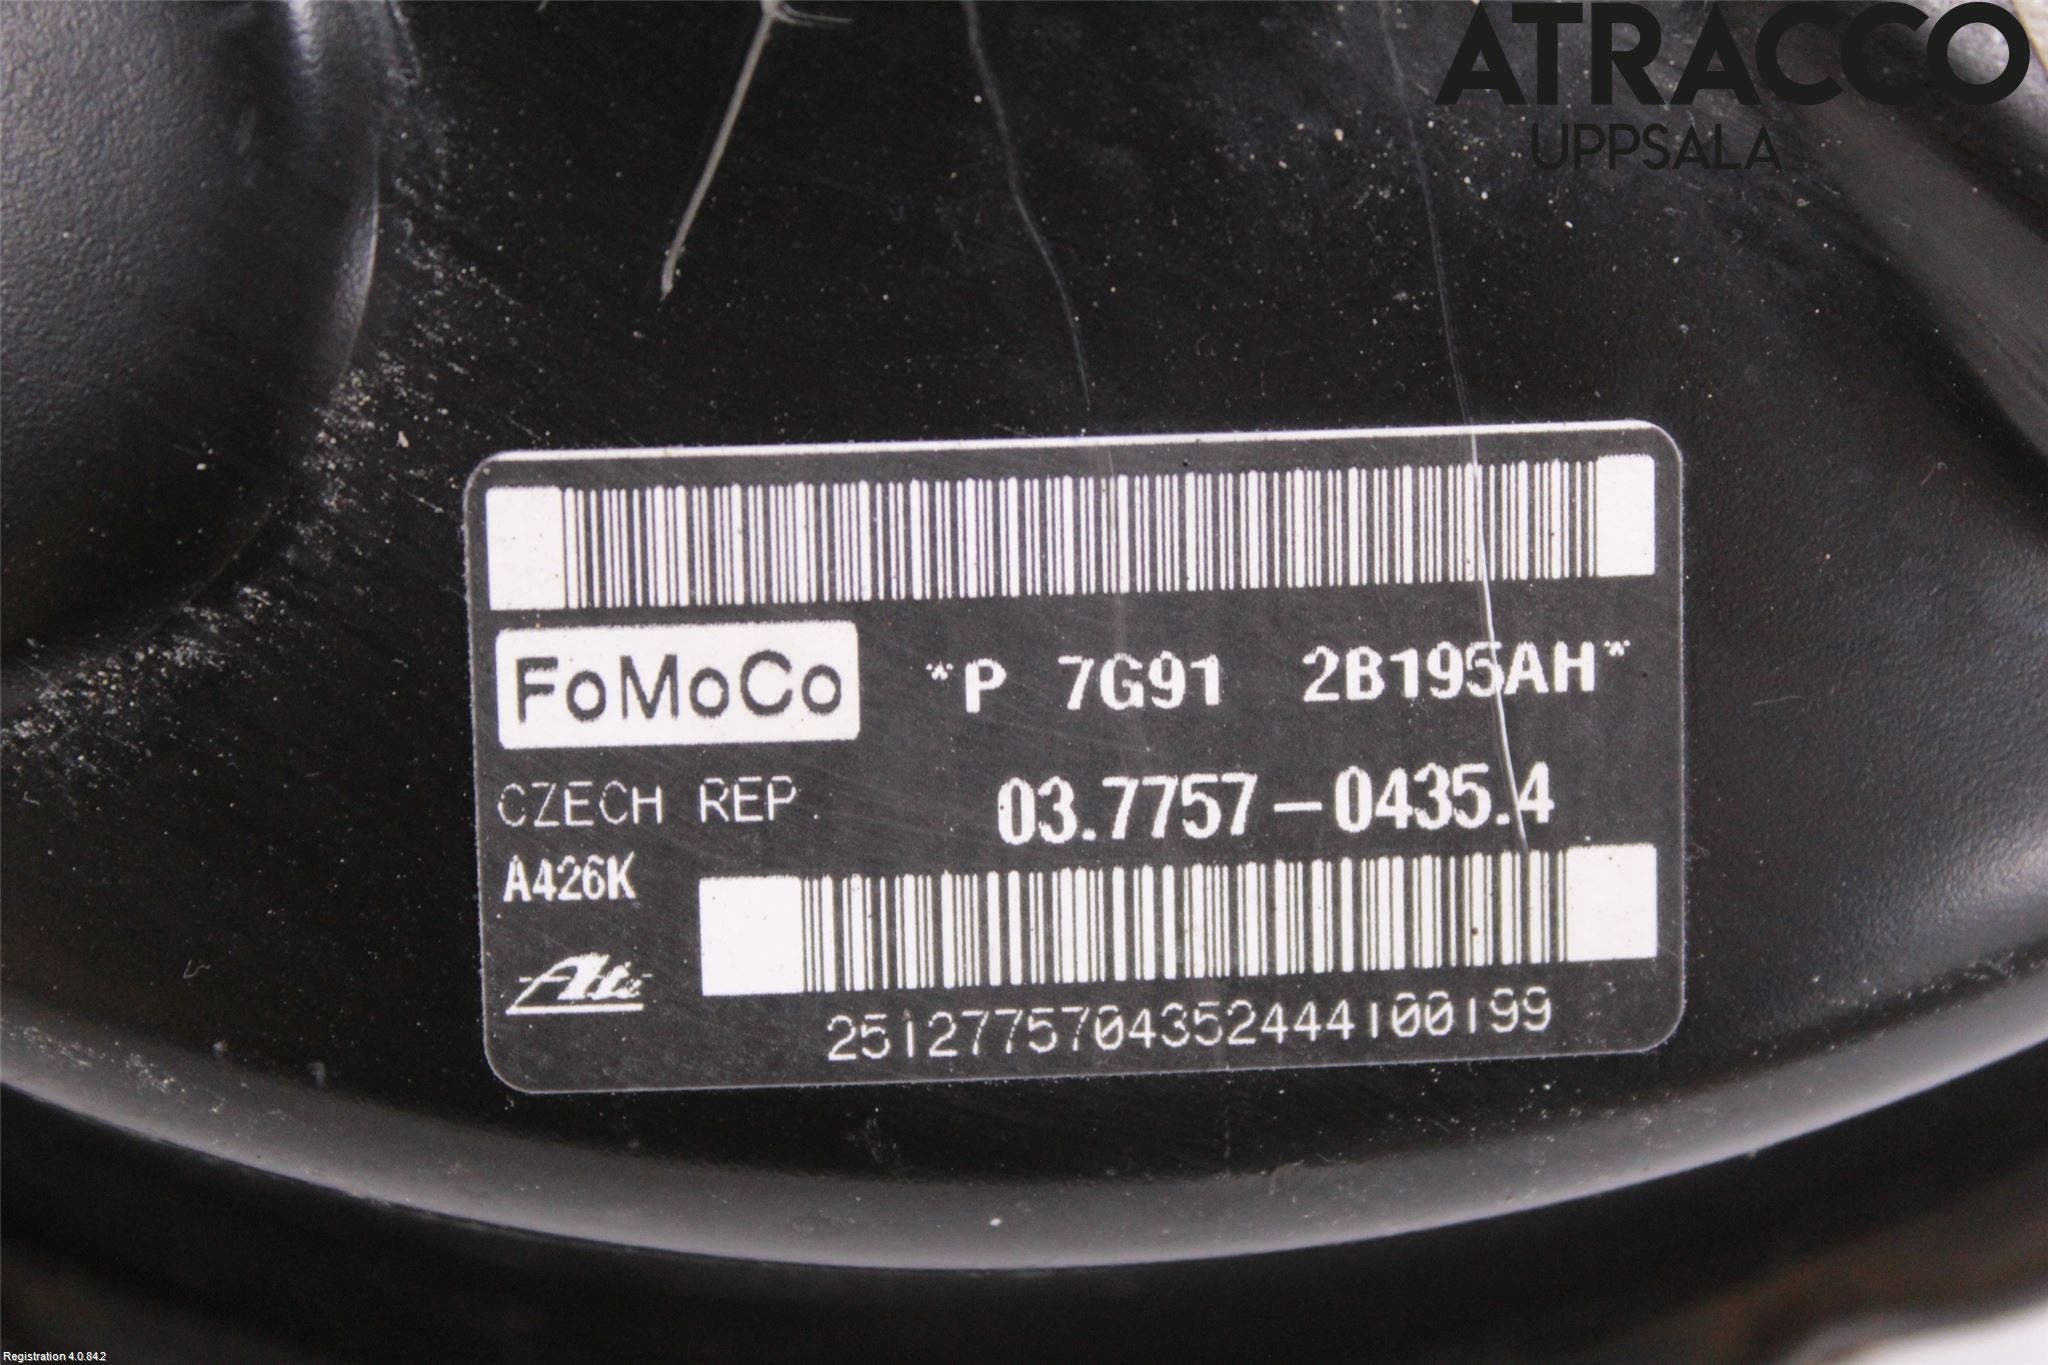 ATRACCO
UPPSALA
FoMoCo *P 7G91 2B195AH*
CZECH REP 03.7757-0435.4
A426K
Ate
2512775704352444100199
Registration 4.0.84.2